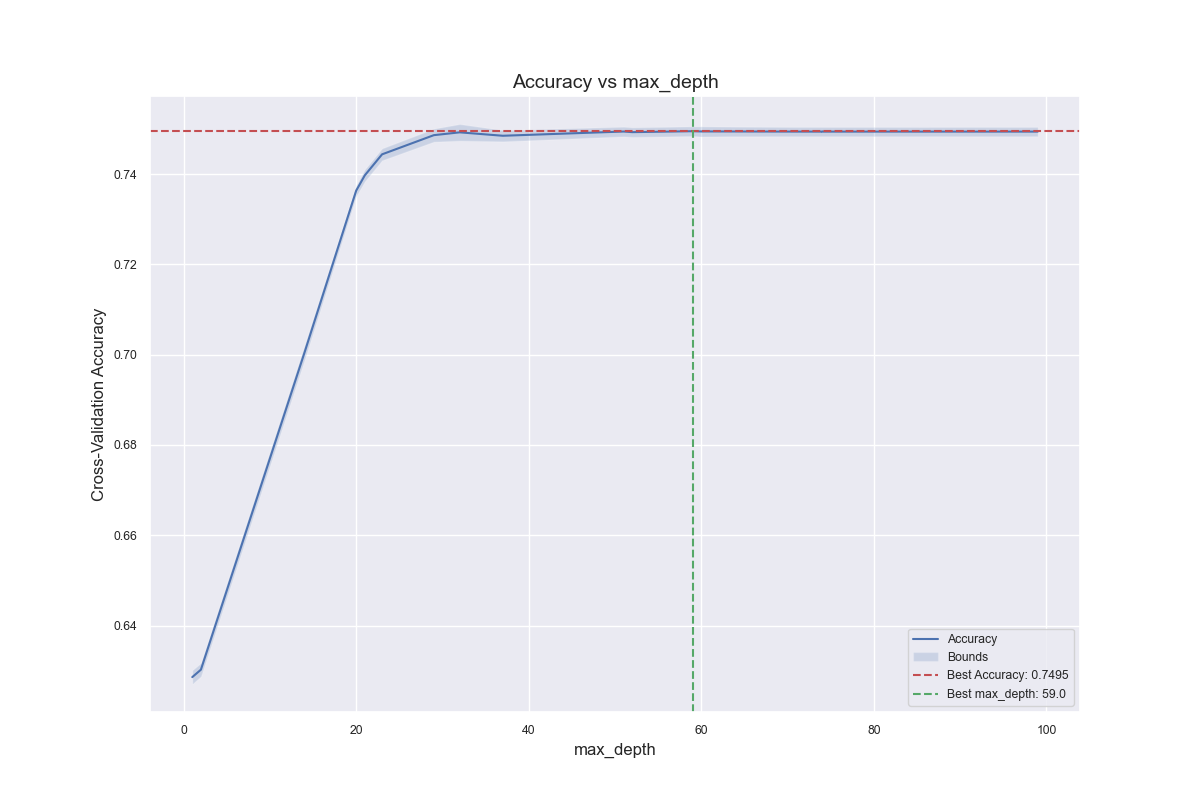 Accuracy vs max_depth
Cross-Validation Accuracy
0.74
0.72
0.70
0.68
0.66
0.64
0 20 40 60 80 100
max_depth
Accuracy
Bounds
Best Accuracy: 0.7495
Best max_depth: 59.0